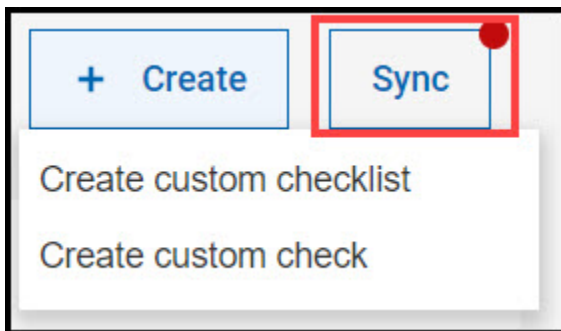 + Create
Sync
Create custom checklist
Create custom check